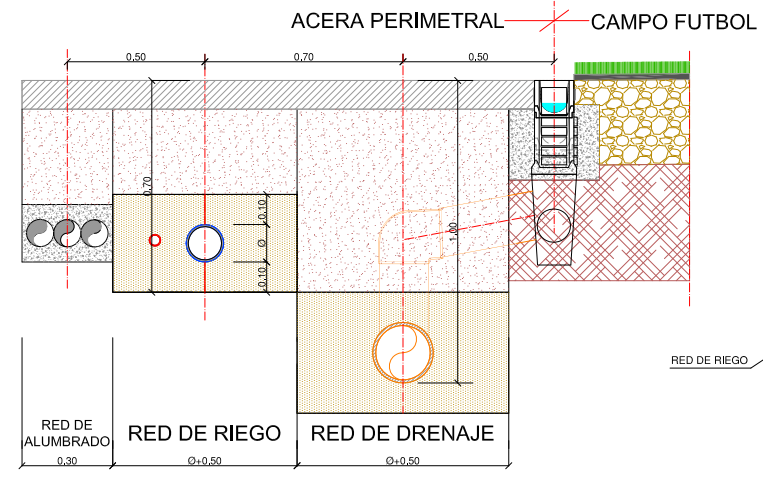 ACERA PERIMETRAL
CAMPO FUTBOL
0.50
0.70
0.50
0.70
0.10
Ø
0.10
1.00
RED DE RIEGO
RED DE
ALUMBRADO
RED DE RIEGO
RED DE DRENAJE
0.30
Ø+0.50
Ø+0.50